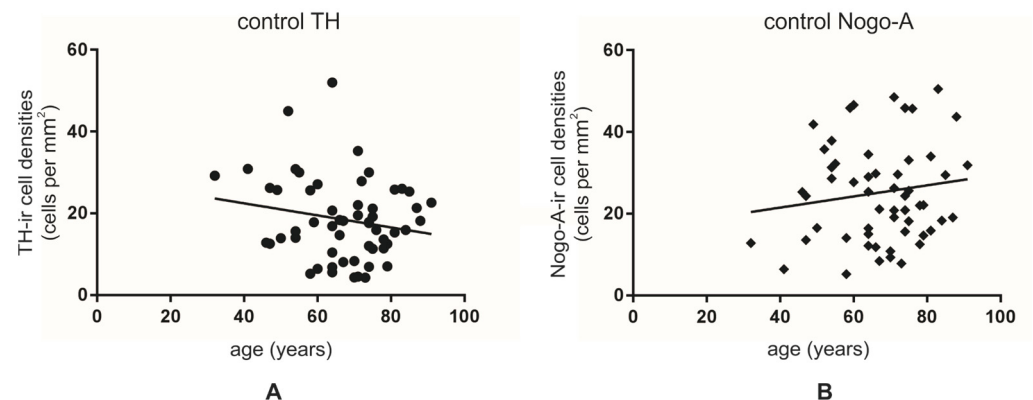 control TH
60
40
20
0
0 20 40 60 80 100
TH-ir cell densities
(cells per mm²)
age (years)
A
control Nogo-A
60
40
20
0
0 20 40 60 80 100
Nogo-A-ir cell densities
(cells per mm²)
age (years)
B